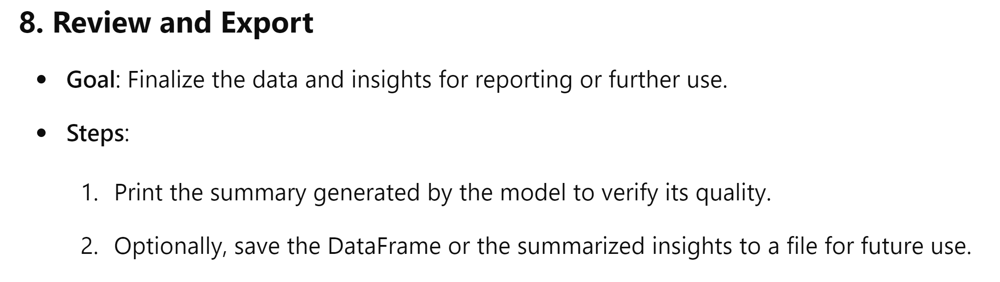 8. Review and Export
• Goal: Finalize the data and insights for reporting or further use.
• Steps:
1. Print the summary generated by the model to verify its quality.
2. Optionally, save the DataFrame or the summarized insights to a file for future use.